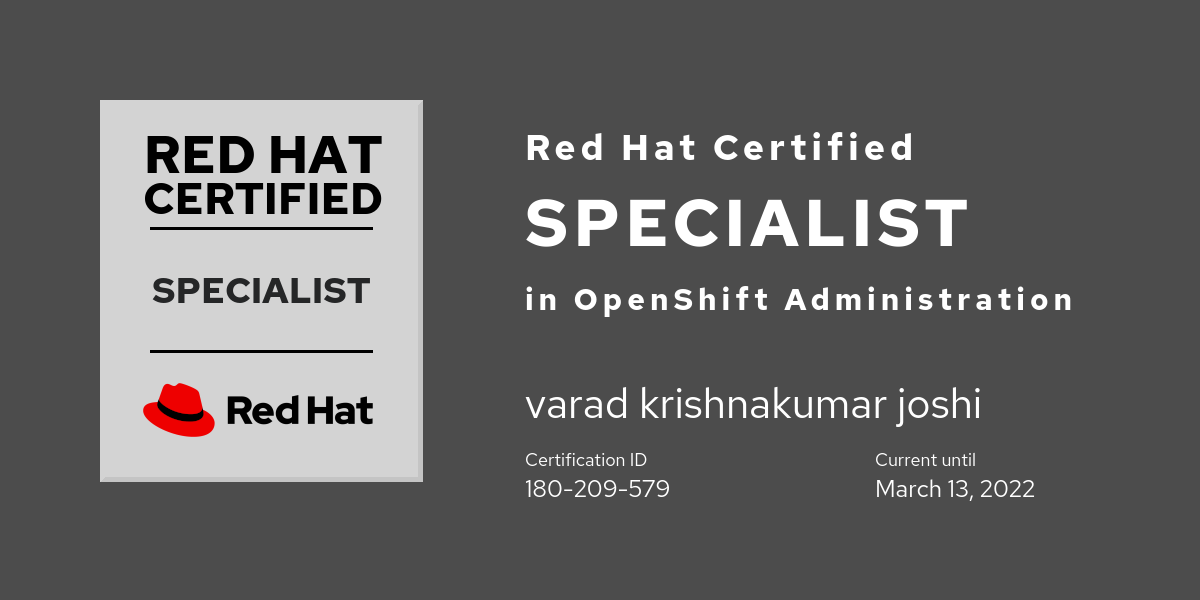 RED HAT
CERTIFIED
SPECIALIST
Red Hat
Red Hat Certified
SPECIALIST
in OpenShift Administration
varad krishnakumar joshi
Certification ID
180-209-579
Current until
March 13, 2022